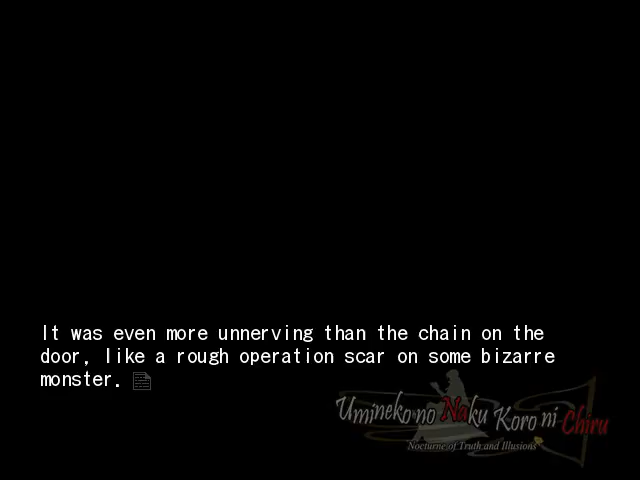 It was even more unnerving than the chain on the
door, like a rough operation scar on some bizarre
monster.
Umineko no Naku Koro ni Chiru
Nocturne of Truth and Illusions